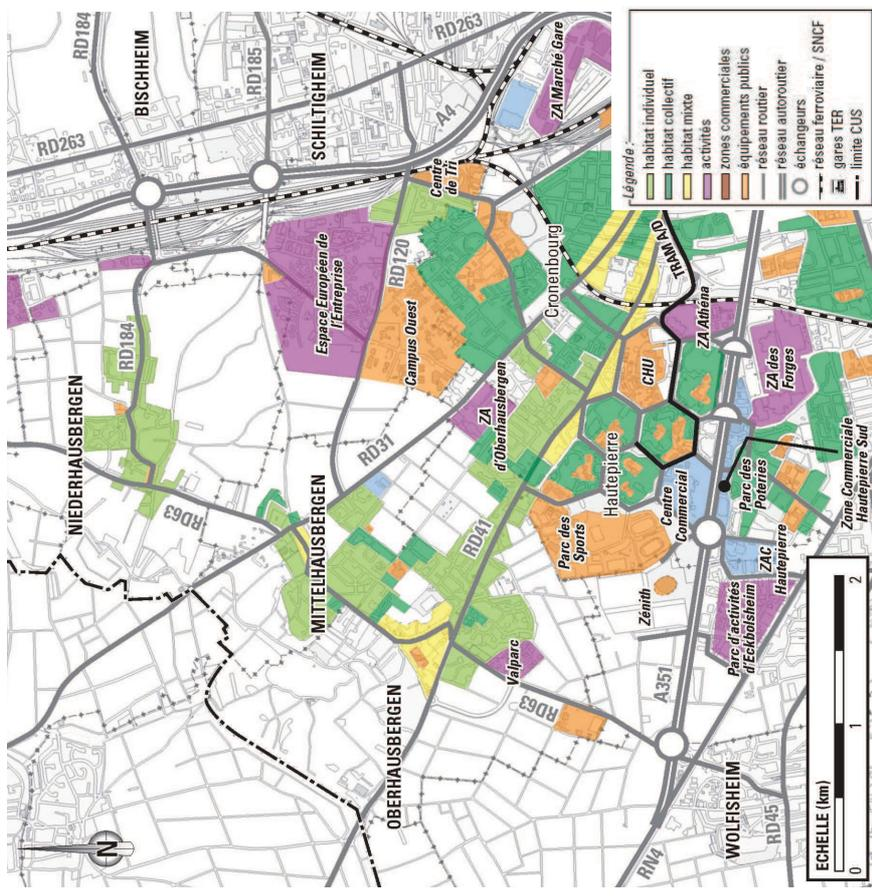 RD184
BISCHHEIM
RD185
RD263
SCHILTIGHEIM
RD263
A4
ZA Marché Gare
Centre
de Tri
NIEDERHAUSBERGEN
RD184
Espace Européen de
l'Entreprise
RD120
Campus Ouest
Cronenbourg
TRAM A/D
RD63
RD31
ZA
d'Oberhausbergen
CHU
ZA Athéna
MITTELHAUSBERGEN
RD41
Hautepierre
ZA des
Forges
Parc des
Sports
Centre
Commercial
Parc des
Poteries
Zone Commerciale
Hautepierre Sud
OBERHAUSBERGEN
Valparc
Zénith
ZAC
Hautepierre
Parc d'activités
d'Eckbolsheim
RD63
A351
WOLFISHEIM
RN4
RD45
N
ECHELLE (km)
0 1 2
Légende :
habitat individuel
habitat collectif
habitat mixte
activités
zones commerciales
équipements publics
réseau routier
réseau autoroutier
échangeurs
réseau ferroviaire / SNCF
gares TER
limite CUS